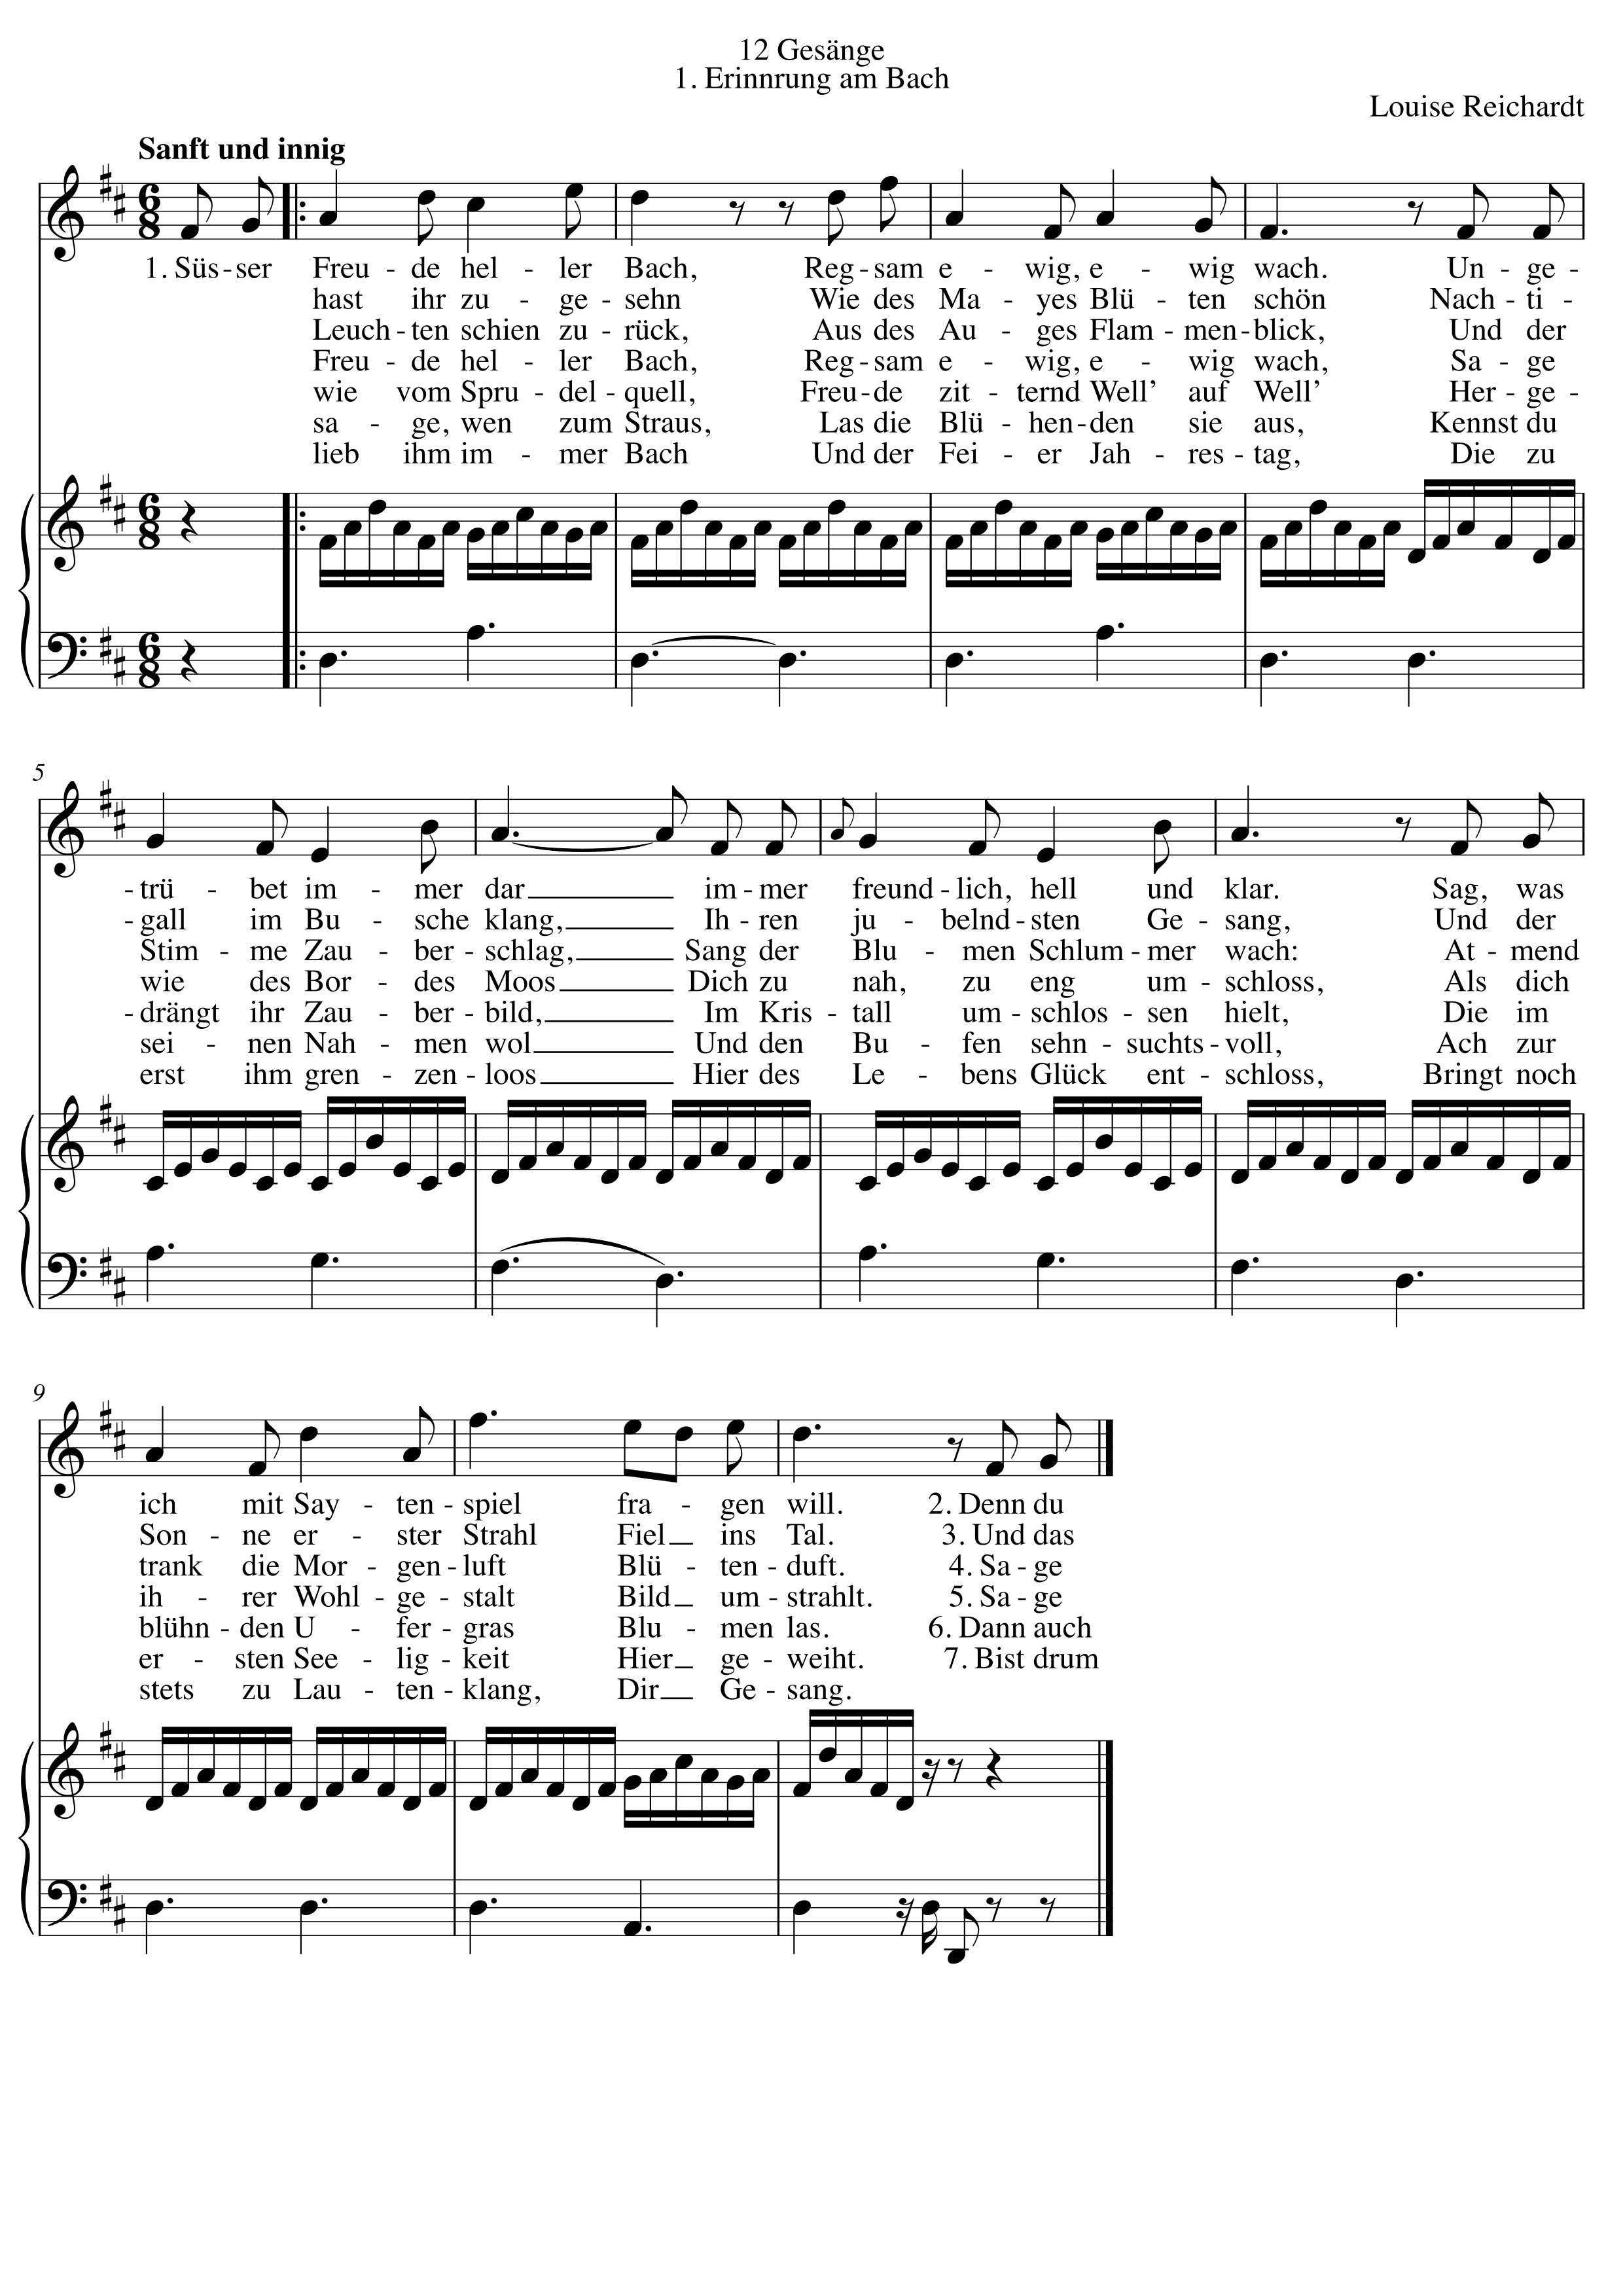 12 Gesänge
1. Erinnrung am Bach
Louise Reichardt
Sanft und innig
1. Süs - ser Freu - de hel - ler Bach, Reg - sam e - wig, e - wig wach. Un - ge -
hast ihr zu - ge - sehn Wie des Ma - yes Blü - ten schön Nach - ti -
Leuch - ten schien zu - rück, Aus des Au - ges Flam - men - blick, Und der
Freu - de hel - ler Bach, Reg - sam e - wig, e - wig wach, Sa - ge
wie vom Spru - del - quell, Freu - de zit - ternd Well' auf Well' Her - ge -
sa - ge, wen zum Straus, Las die Blü - hen - den sie aus, Kennst du
lieb ihm im - mer Bach Und der Fei - er Jah - res - tag, Die zu
5
- trü - bet im - mer dar im - mer freund - lich, hell und klar. Sag, was
- gall im Bu - sche klang, Ih - ren ju - belnd - sten Ge - sang, Und der
Stim - me Zau - ber - schlag, Sang der Blu - men Schlum - mer wach: At - mend
wie des Bor - des Moos Dich zu nah, zu eng um - schloss, Als dich
- drängt ihr Zau - ber - bild, Im Kris - tall um - schlos - sen hielt, Die im
sei - nen Nah - men wol Und den Bu - fen sehn - suchts - voll, Ach zur
erst ihm gren - zen - loos Hier des Le - bens Glück ent - schloss, Bringt noch
9
ich mit Say - ten - spiel fra - gen will. 2. Denn du
Son - ne er - ster Strahl Fiel ins Tal. 3. Und das
trank die Mor - gen - luft Blü - ten - duft. 4. Sa - ge
ih - rer Wohl - ge - stalt Bild um - strahlt. 5. Sa - ge
blühn - den U - fer - gras Blu - men las. 6. Dann auch
er - sten See - lig - keit Hier ge - weiht. 7. Bist drum
stets zu Lau - ten - klang, Dir Ge - sang.